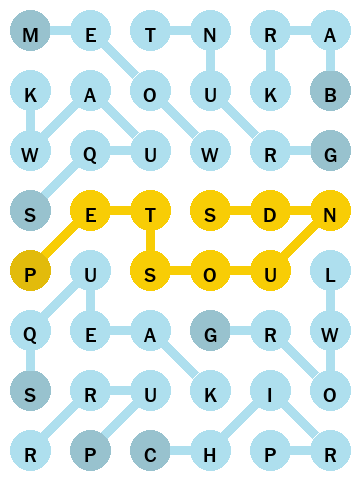 M E T N R A
K A O U K B
W Q U W R G
S E T S D N
P U S O U L
Q E A G R W
S R U K I O
R P C H P R